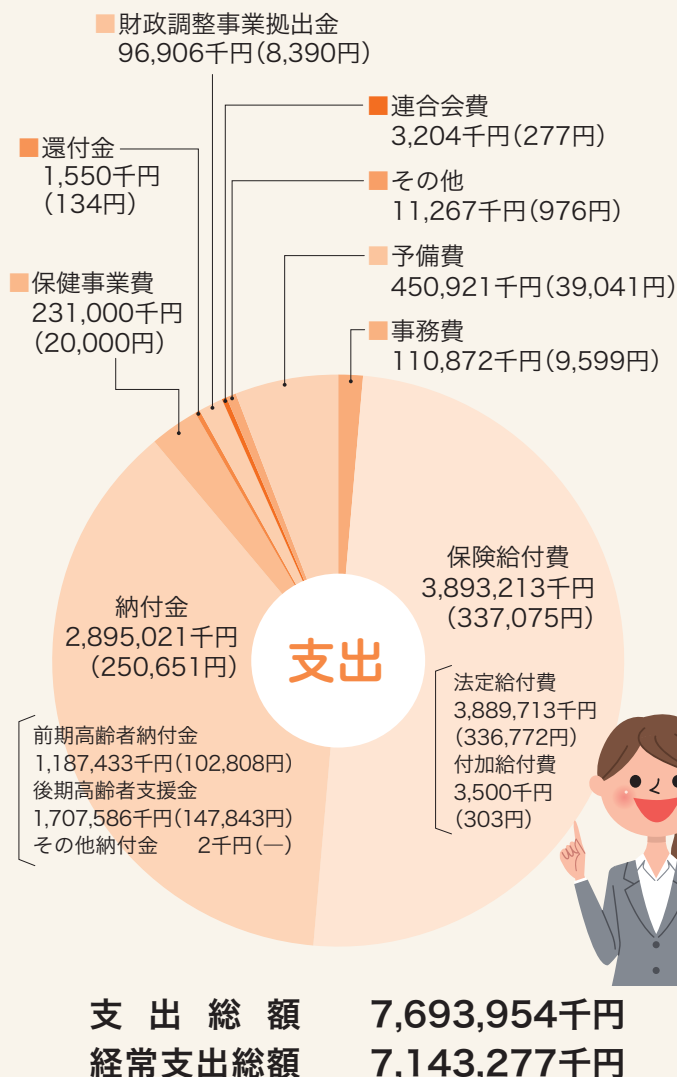 ■財政調整事業拠出金
96,906千円(8,390円)
■連合会費
3,204千円(277円)
■還付金
1,550千円
(134円)
■その他
11,267千円(976円)
■予備費
450,921千円(39,041円)
■保健事業費
231,000千円
(20,000円)
■事務費
110,872千円(9,599円)
保険給付費
3,893,213千円
(337,075円)
法定給付費
3,889,713千円
(336,772円)
付加給付費
3,500千円
(303円)
納付金
2,895,021千円
(250,651円)
前期高齢者納付金
1,187,433千円(102,808円)
後期高齢者支援金
1,707,586千円(147,843円)
その他納付金 2千円(―)
支出
支出総額 7,693,954千円
経常支出総額 7,143,277千円